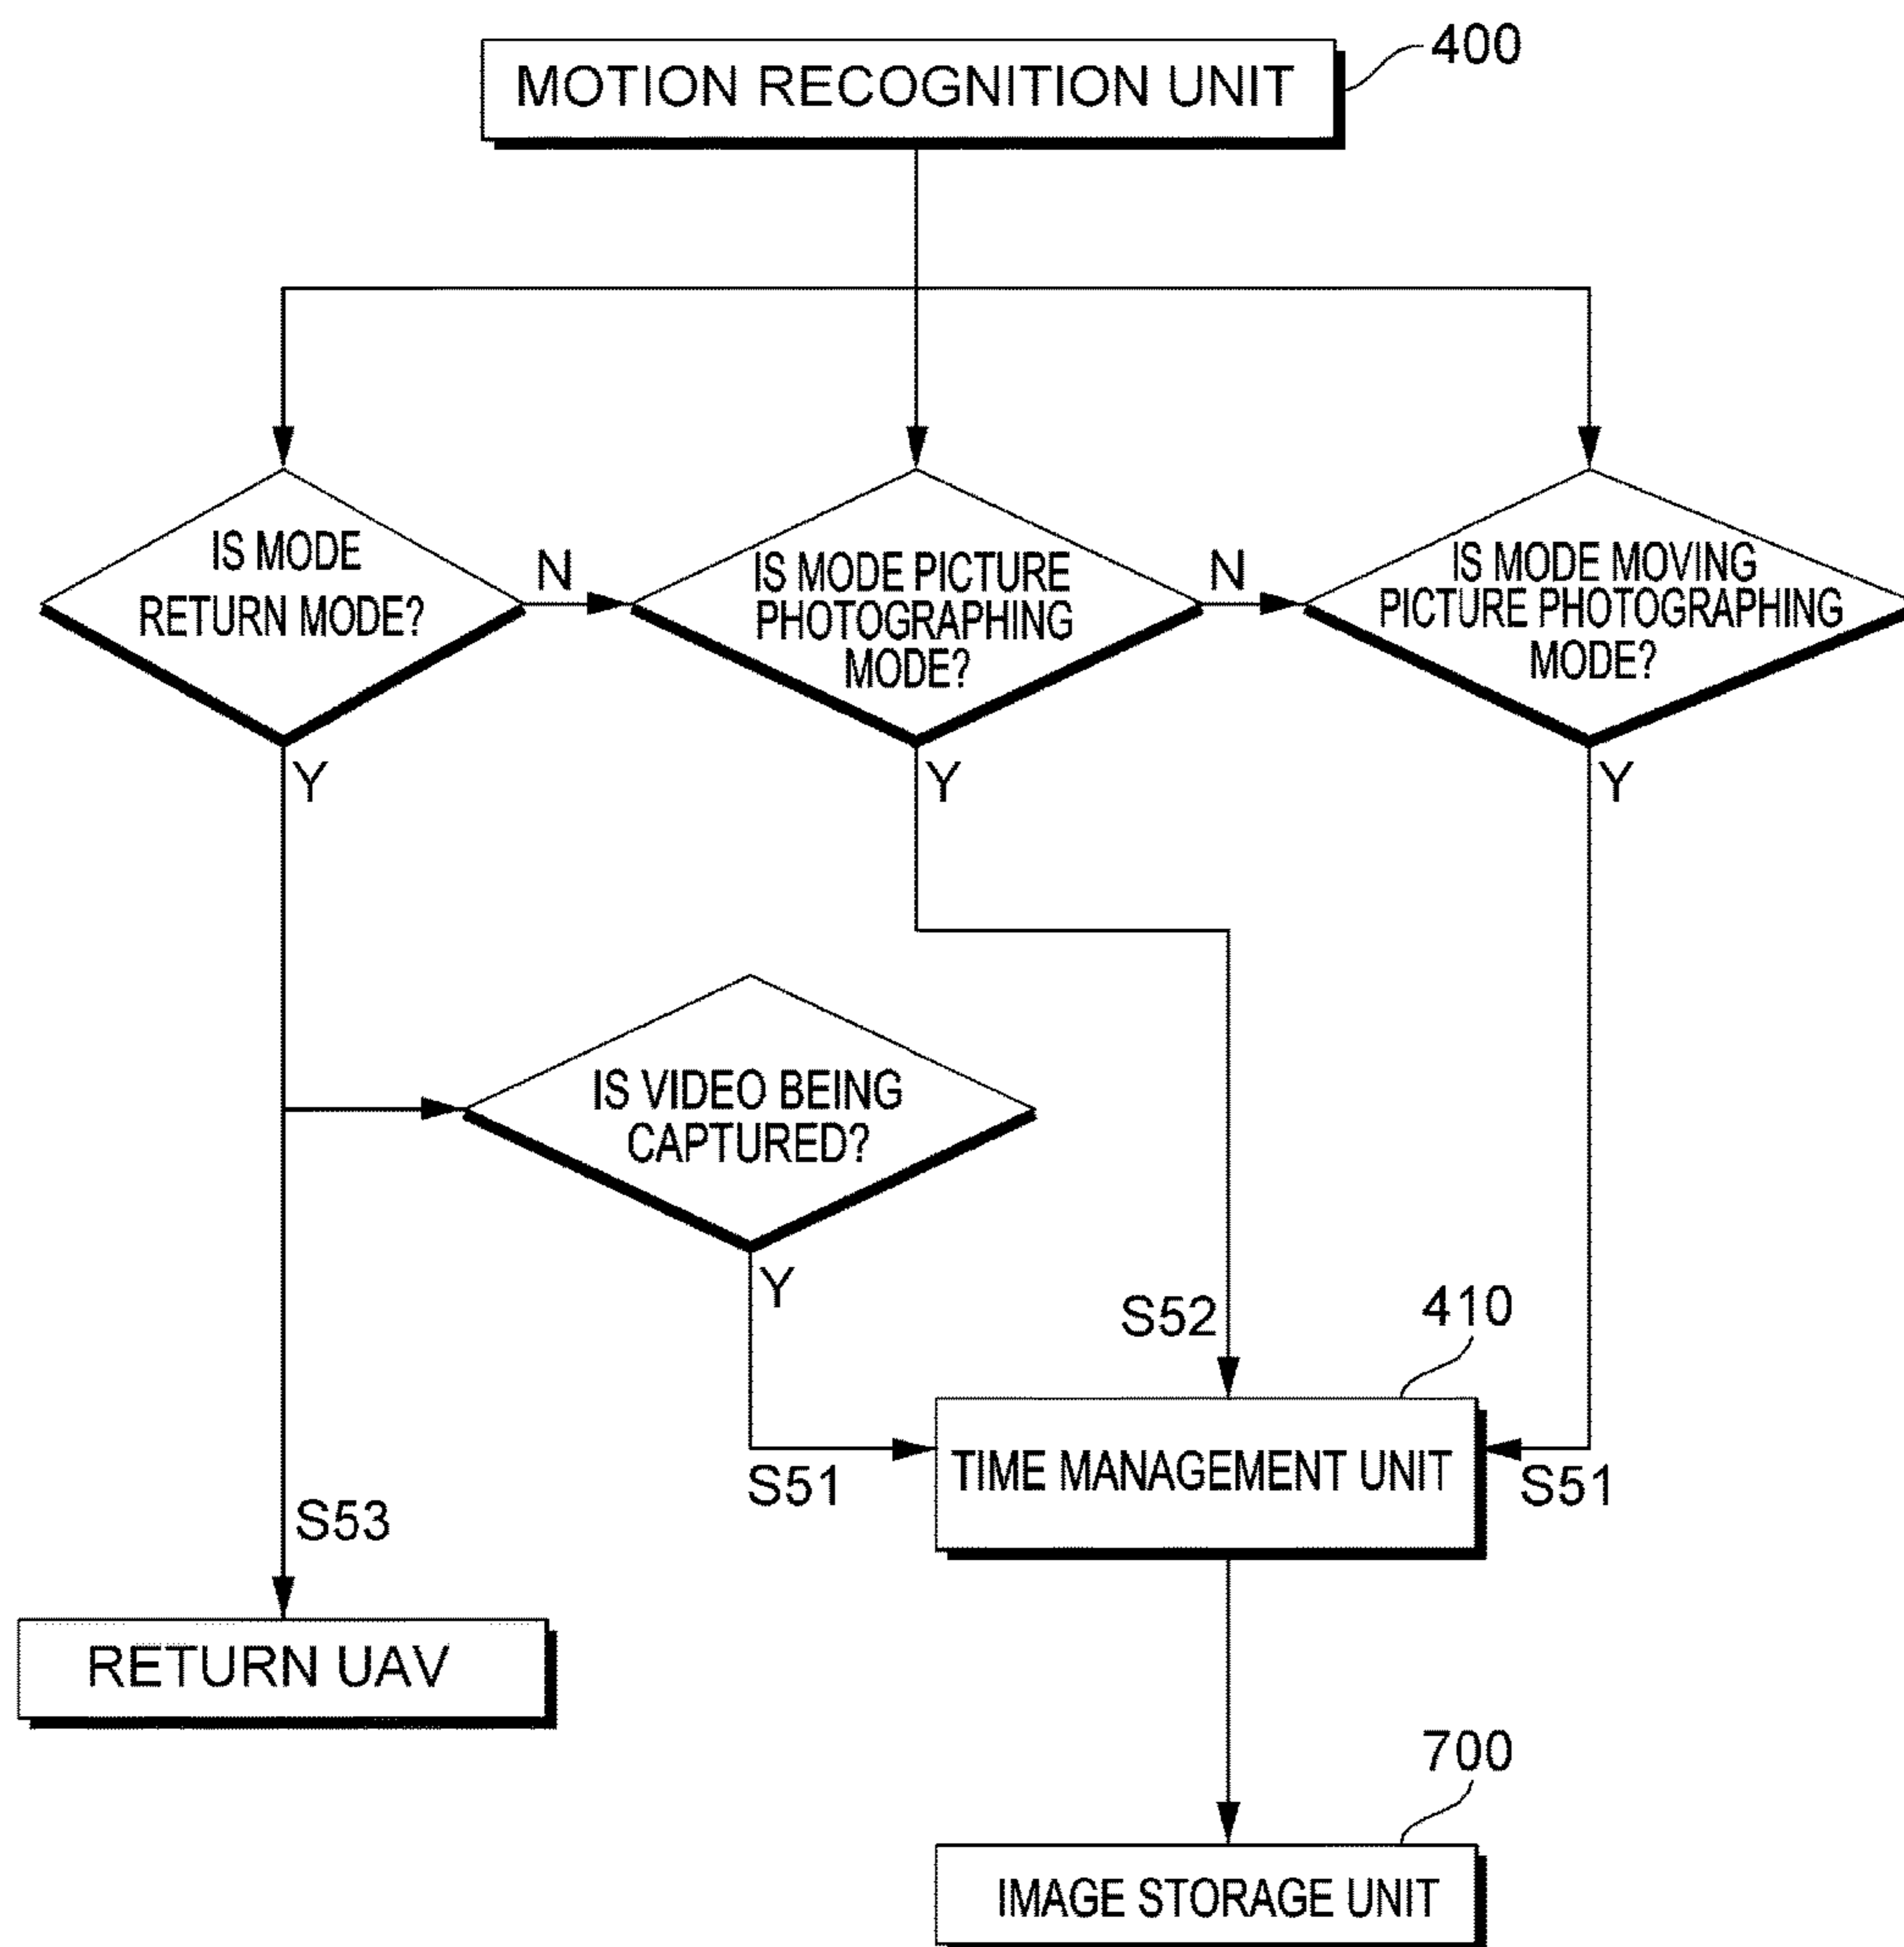 MOTION RECOGNITION UNIT
400
IS MODE
RETURN MODE?
N
IS MODE PICTURE
PHOTOGRAPHING
MODE?
N
IS MODE MOVING
PICTURE PHOTOGRAPHING
MODE?
Y
Y
Y
IS VIDEO BEING
CAPTURED?
Y
S52
410
S51
TIME MANAGEMENT UNIT
S51
S53
RETURN UAV
700
IMAGE STORAGE UNIT